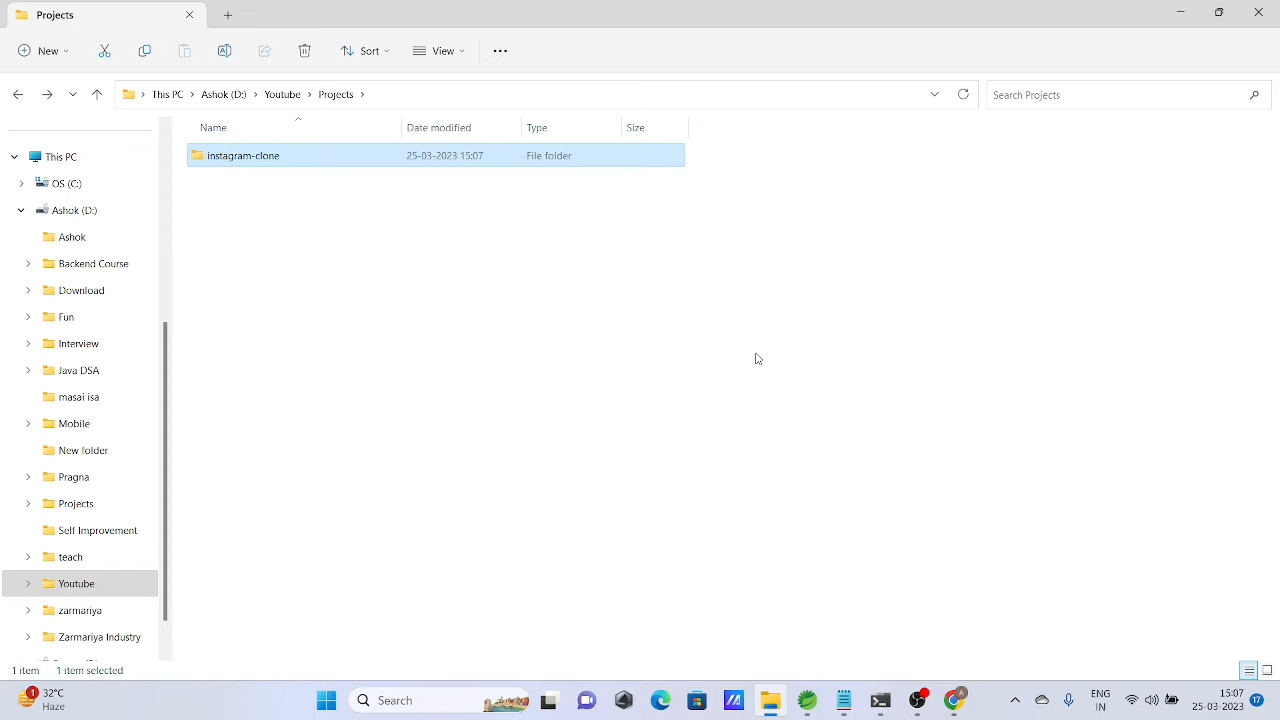 Projects
New
Sort
View
This PC > Ashok (D:) > Youtube > Projects >
Search Projects
Name
Date modified
Type
Size
instagram-clone
25-03-2023 15:07
File folder
This PC
OS (C:)
Ashok (D:)
Ashok
Backend Course
Download
Fun
Interview
Java DSA
masai isa
Mobile
New folder
Pragna
Projects
Self Improvement
teach
Youtube
zarmariya
Zarmariya Industry
1 item
1 item selected
1
32°C
Haze
Search
A
ENG
IN
15:07
25-03-2023
17